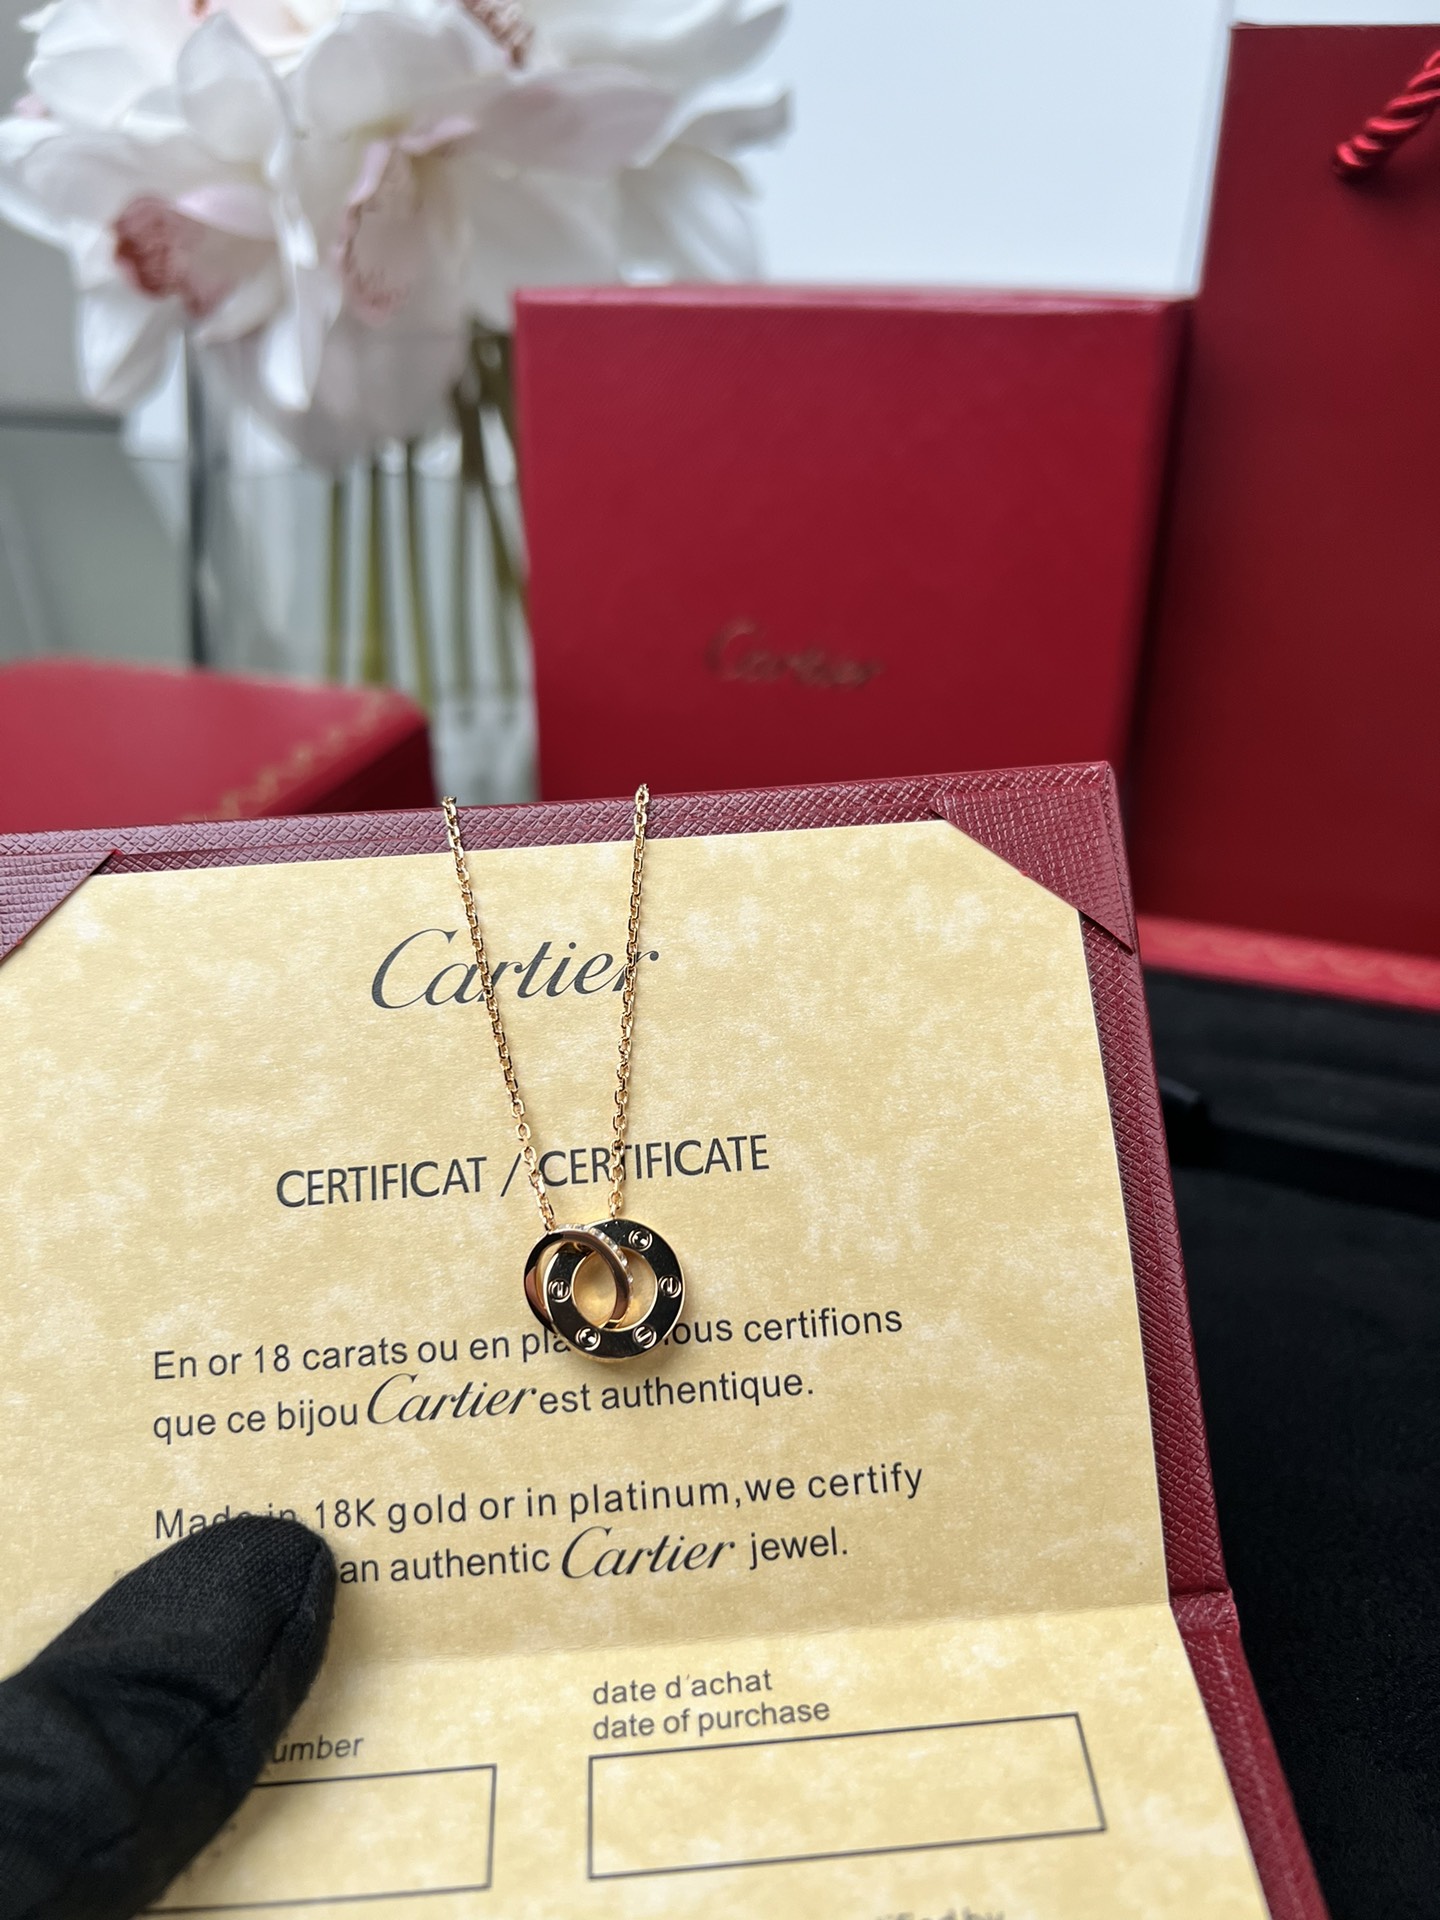 Cartier
Cartier
CERTIFICAT / CERTIFICATE
En or 18 carats ou en pla ous certifions
que ce bijou Cartier est authentique.
Made in 18K gold or in platinum,we certify
an authentic Cartier jewel.
date d'achat
date of purchase
umber